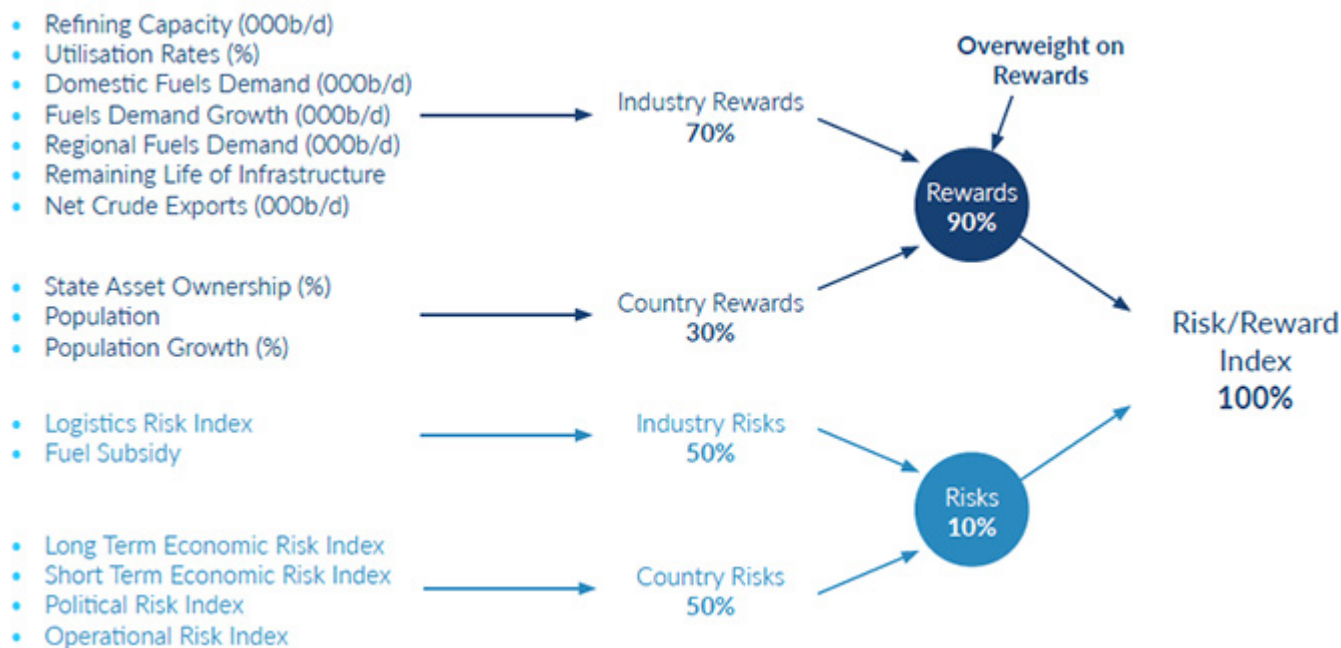 • Refining Capacity (000b/d)
• Utilisation Rates (%)
• Domestic Fuels Demand (000b/d)
• Fuels Demand Growth (000b/d)
• Regional Fuels Demand (000b/d)
• Remaining Life of Infrastructure
• Net Crude Exports (000b/d)
Industry Rewards
70%
Overweight on
Rewards
Rewards
90%
• State Asset Ownership (%)
• Population
• Population Growth (%)
Country Rewards
30%
Risk/Reward
Index
100%
• Logistics Risk Index
• Fuel Subsidy
Industry Risks
50%
Risks
10%
• Long Term Economic Risk Index
• Short Term Economic Risk Index
• Political Risk Index
• Operational Risk Index
Country Risks
50%